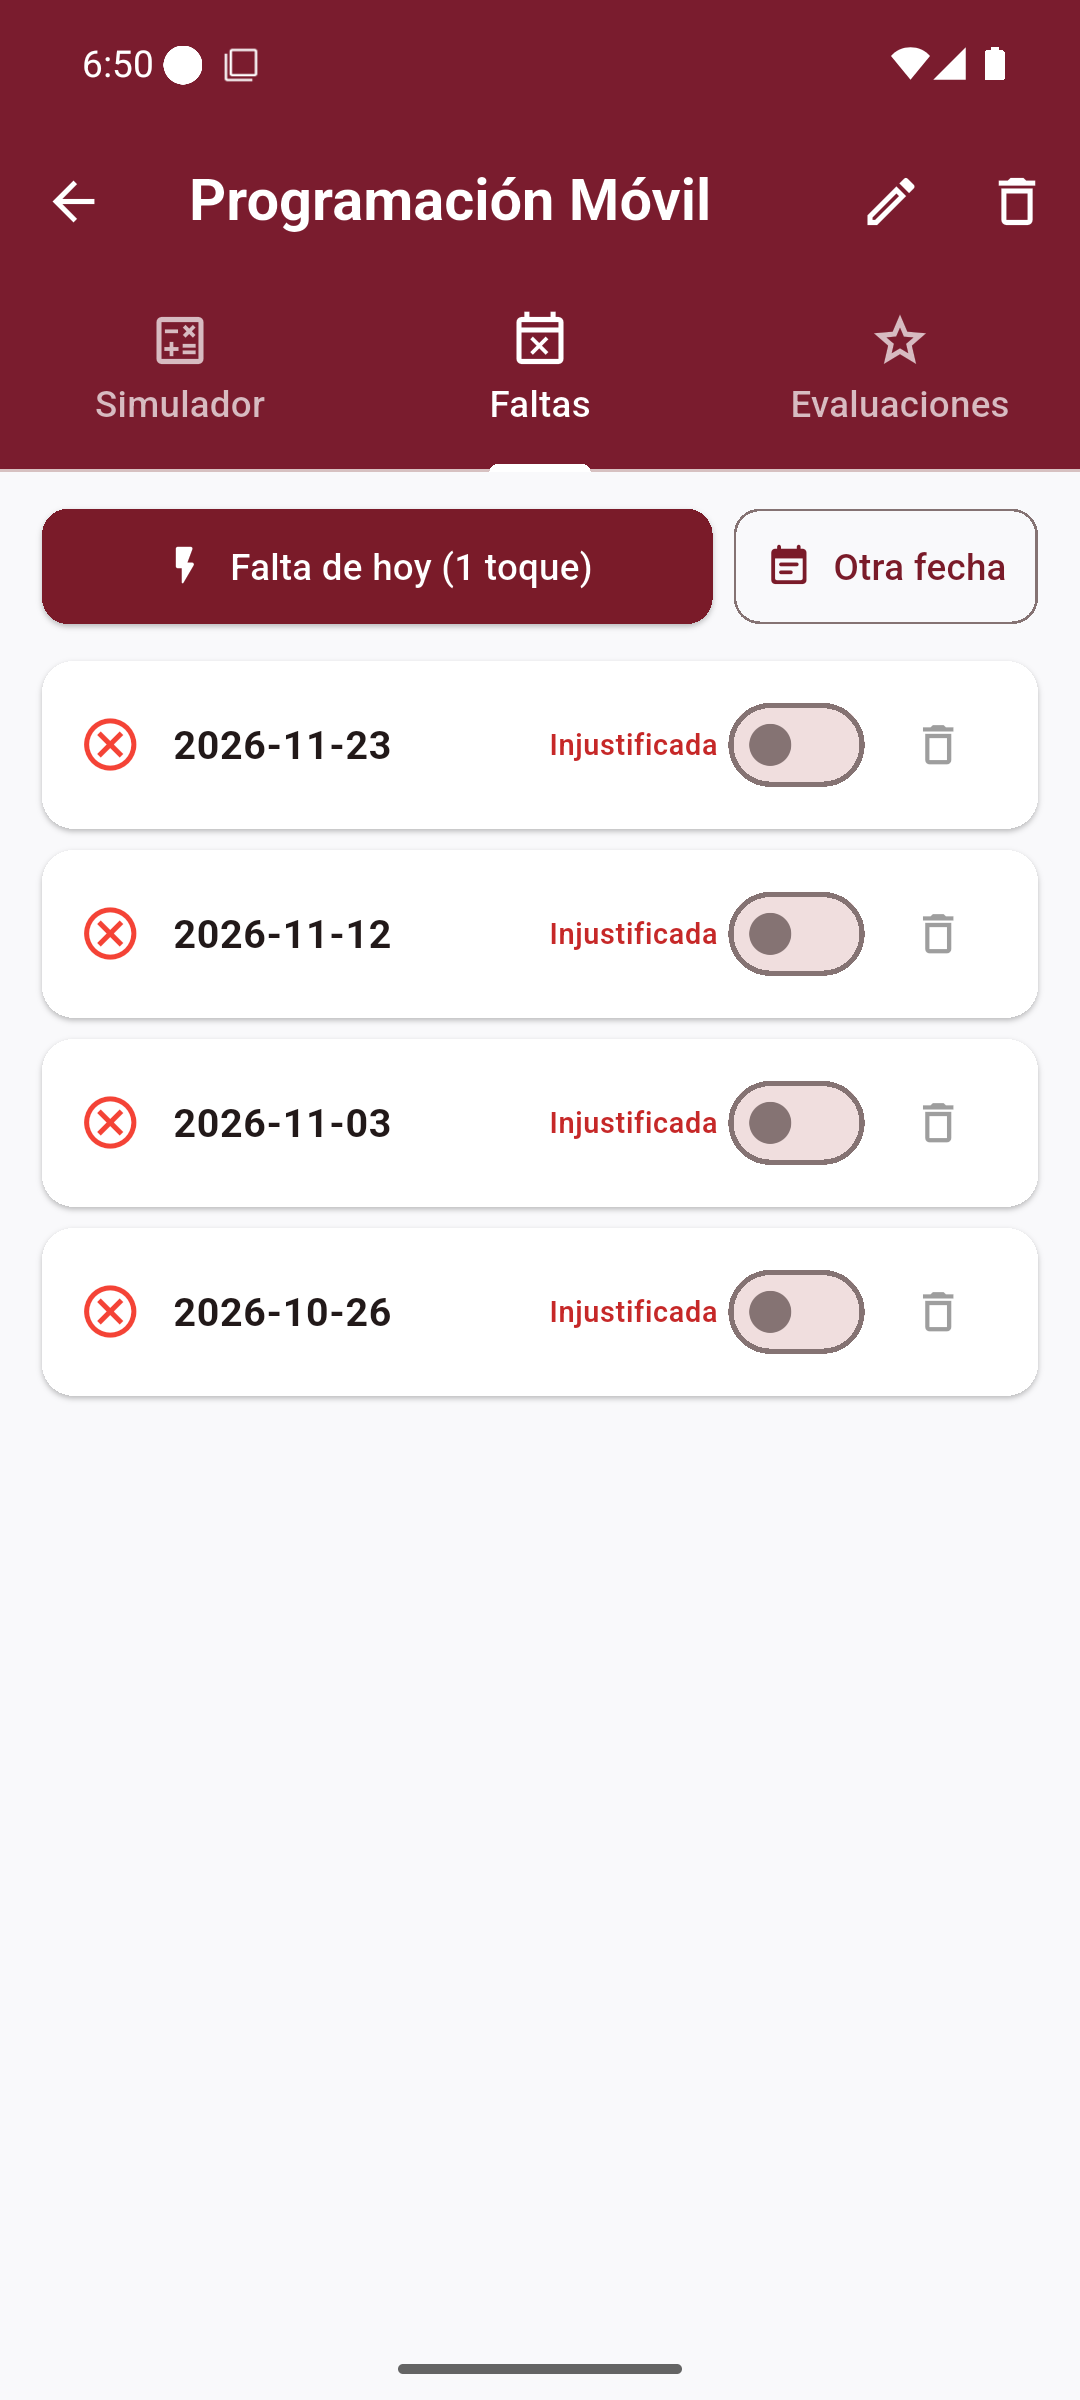 6:50
Programación Móvil
Simulador
Faltas
Evaluaciones
Falta de hoy (1 toque)
Otra fecha
2026-11-23 Injustificada
2026-11-12 Injustificada
2026-11-03 Injustificada
2026-10-26 Injustificada